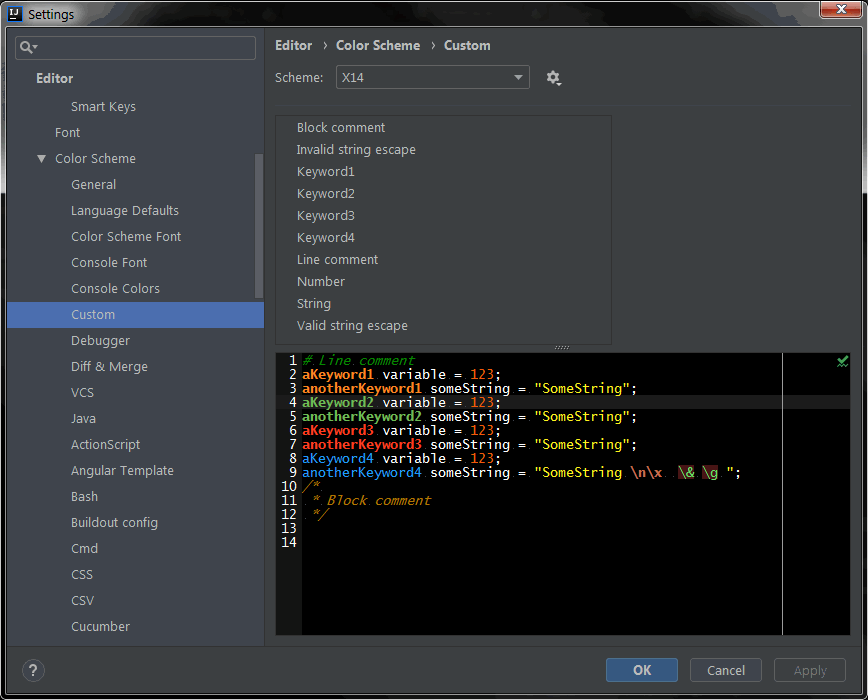 IJ Settings
Editor
Smart Keys
Font
Color Scheme
General
Language Defaults
Color Scheme Font
Console Font
Console Colors
Custom
Debugger
Diff & Merge
VCS
Java
ActionScript
Angular Template
Bash
Buildout config
Cmd
CSS
CSV
Cucumber
Editor › Color Scheme › Custom
Scheme: X14
Block comment
Invalid string escape
Keyword1
Keyword2
Keyword3
Keyword4
Line comment
Number
String
Valid string escape
1 # Line comment
2 aKeyword1 variable = 123;
3 anotherKeyword1 someString = "SomeString";
4 aKeyword2 variable = 123;
5 anotherKeyword2 someString = "SomeString";
6 aKeyword3 variable = 123;
7 anotherKeyword3 someString = "SomeString";
8 aKeyword4 variable = 123;
9 anotherKeyword4 someString = "SomeString \n\x  \& \g ";
10 /*
11  * Block comment
12  */
13
14
?
OK Cancel Apply